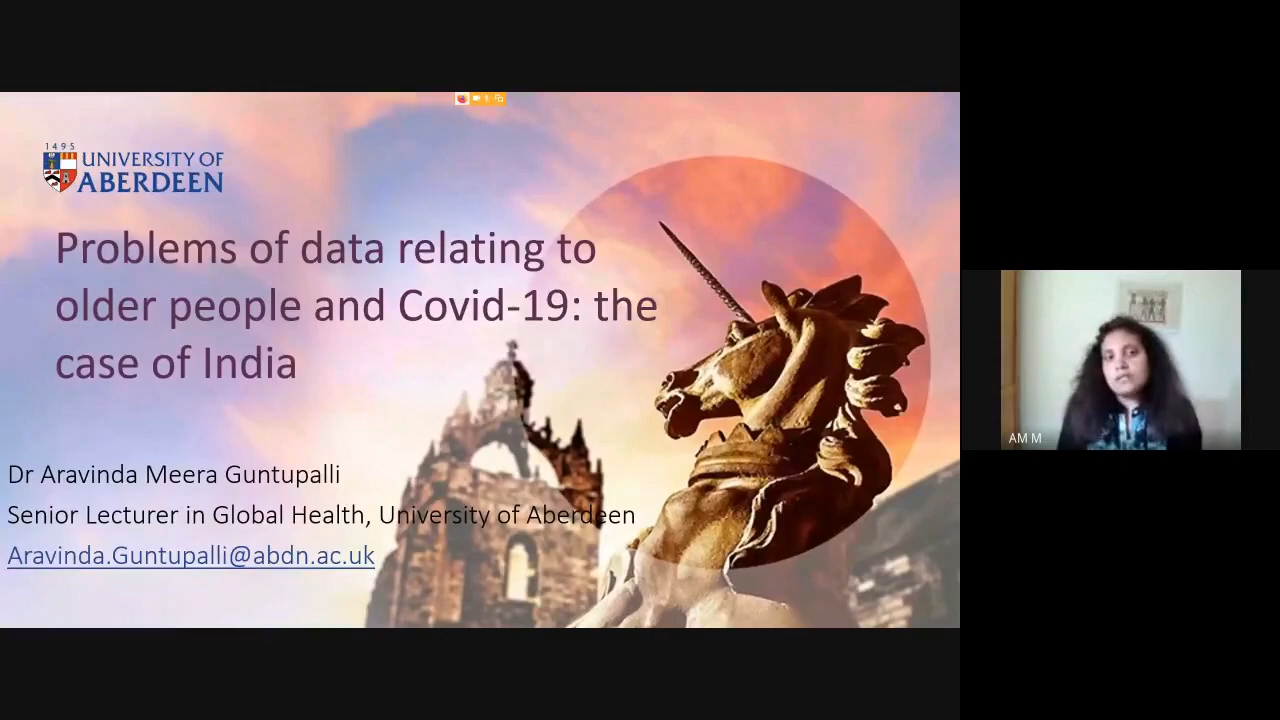 1495
UNIVERSITY OF
ABERDEEN
Problems of data relating to
older people and Covid-19: the
case of India
Dr Aravinda Meera Guntupalli
Senior Lecturer in Global Health, University of Aberdeen
Aravinda.Guntupalli@abdn.ac.uk
AM M